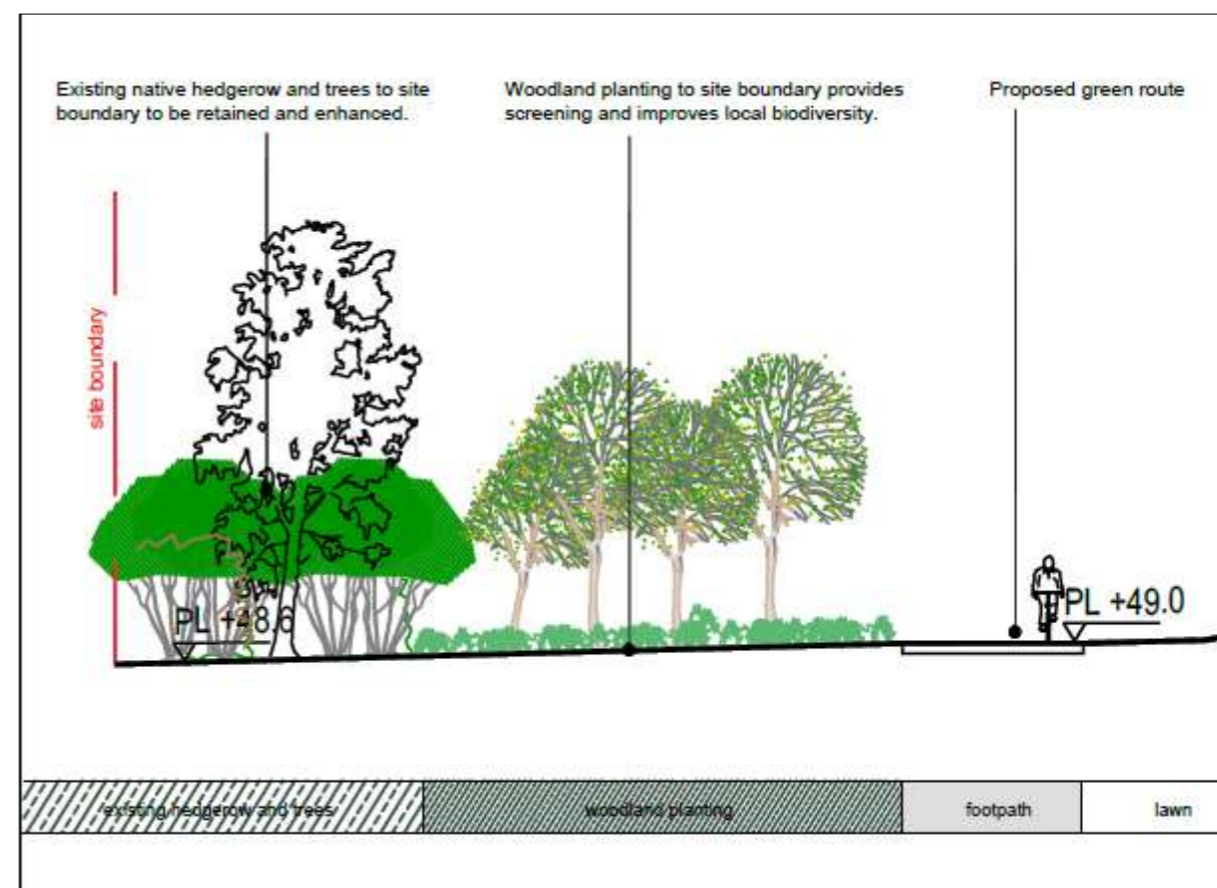 Existing native hedgerow and trees to site
boundary to be retained and enhanced.
Woodland planting to site boundary provides
screening and improves local biodiversity.
Proposed green route
site boundary
PL +48.6
PL +49.0
existing hedgerow and trees
woodland planting
footpath
lawn